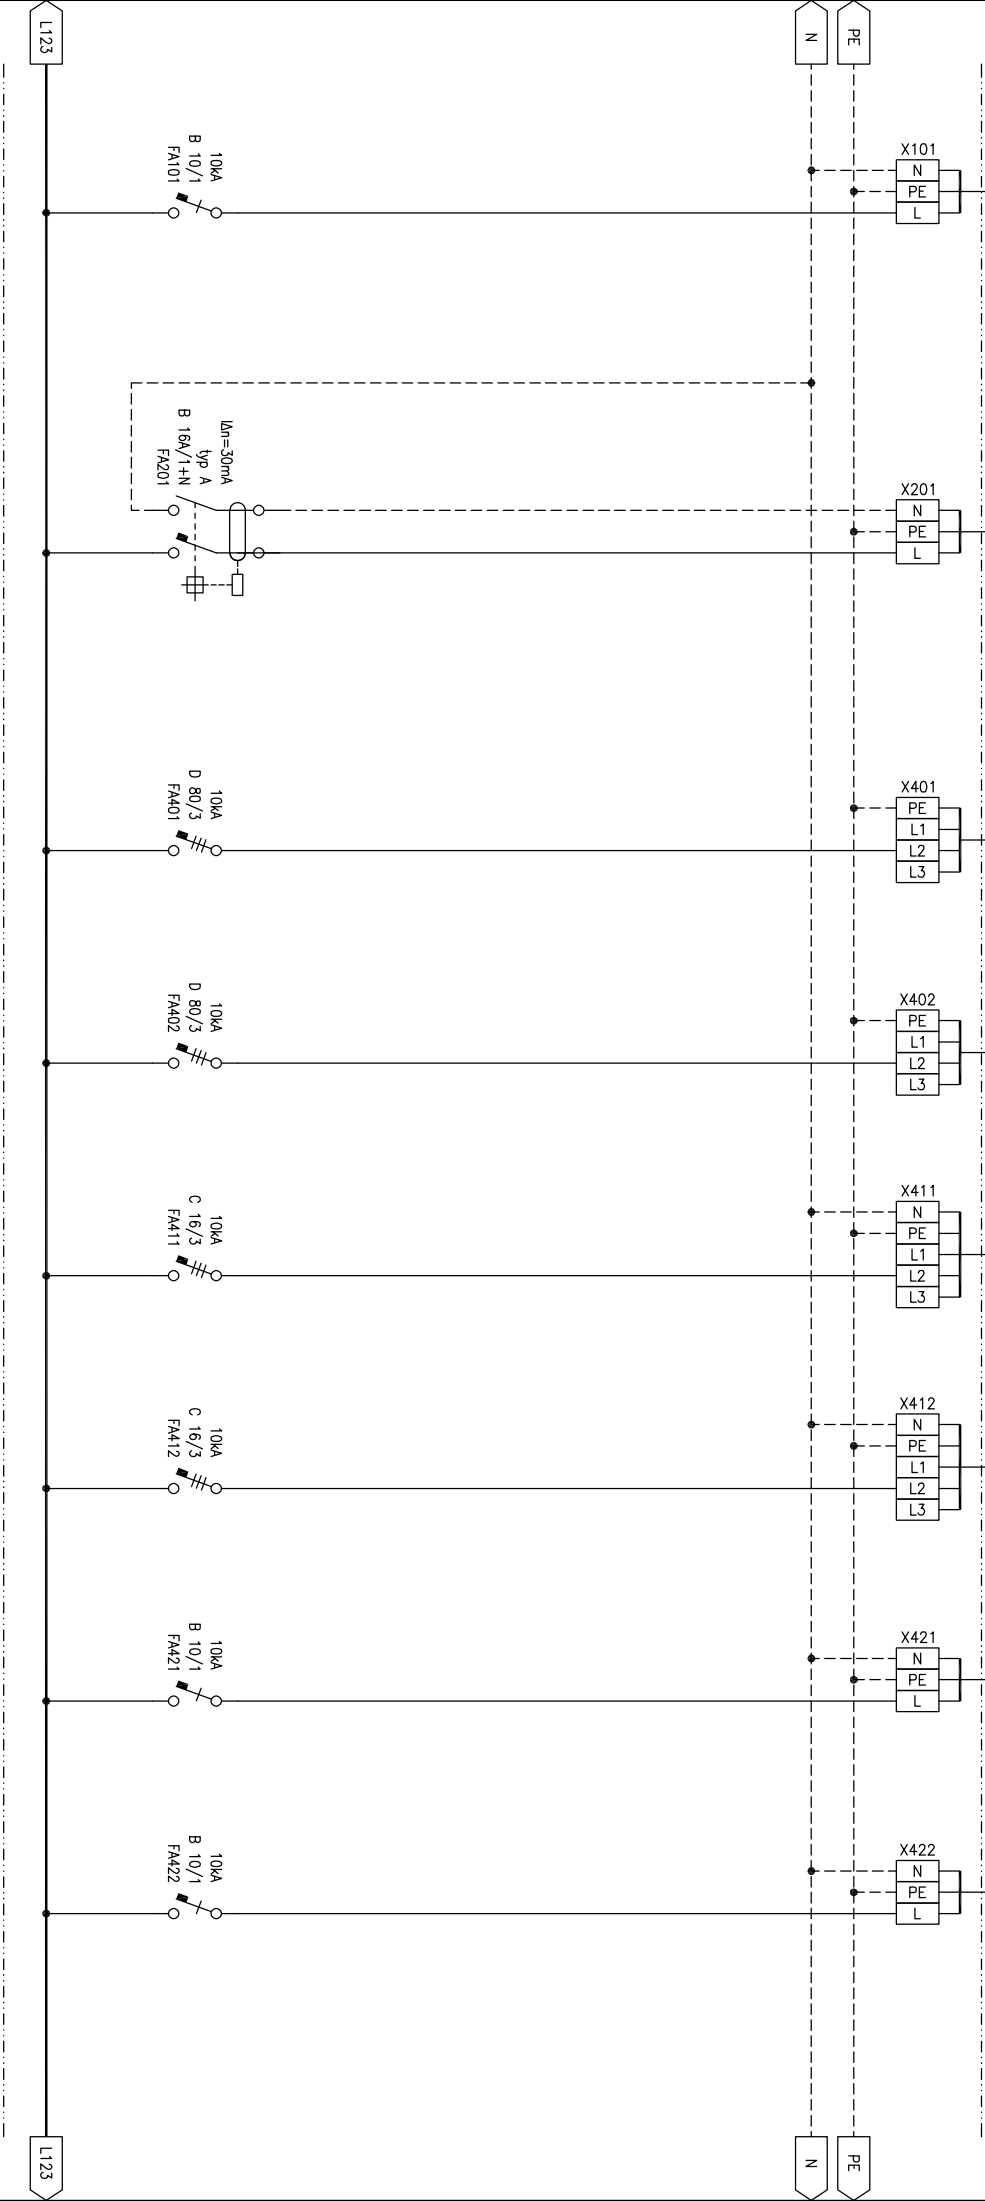 L123
N
PE
FA101
B 10/1
10kA
X101
N
PE
L
FA201
B 16A/1+N
typ A
IΔn=30mA
X201
N
PE
L
FA401
D 80/3
10kA
X401
PE
L1
L2
L3
FA402
D 80/3
10kA
X402
PE
L1
L2
L3
FA411
C 16/3
10kA
X411
N
PE
L1
L2
L3
FA412
C 16/3
10kA
X412
N
PE
L1
L2
L3
FA421
B 10/1
10kA
X421
N
PE
L
FA422
B 10/1
10kA
X422
N
PE
L
L123
N
PE